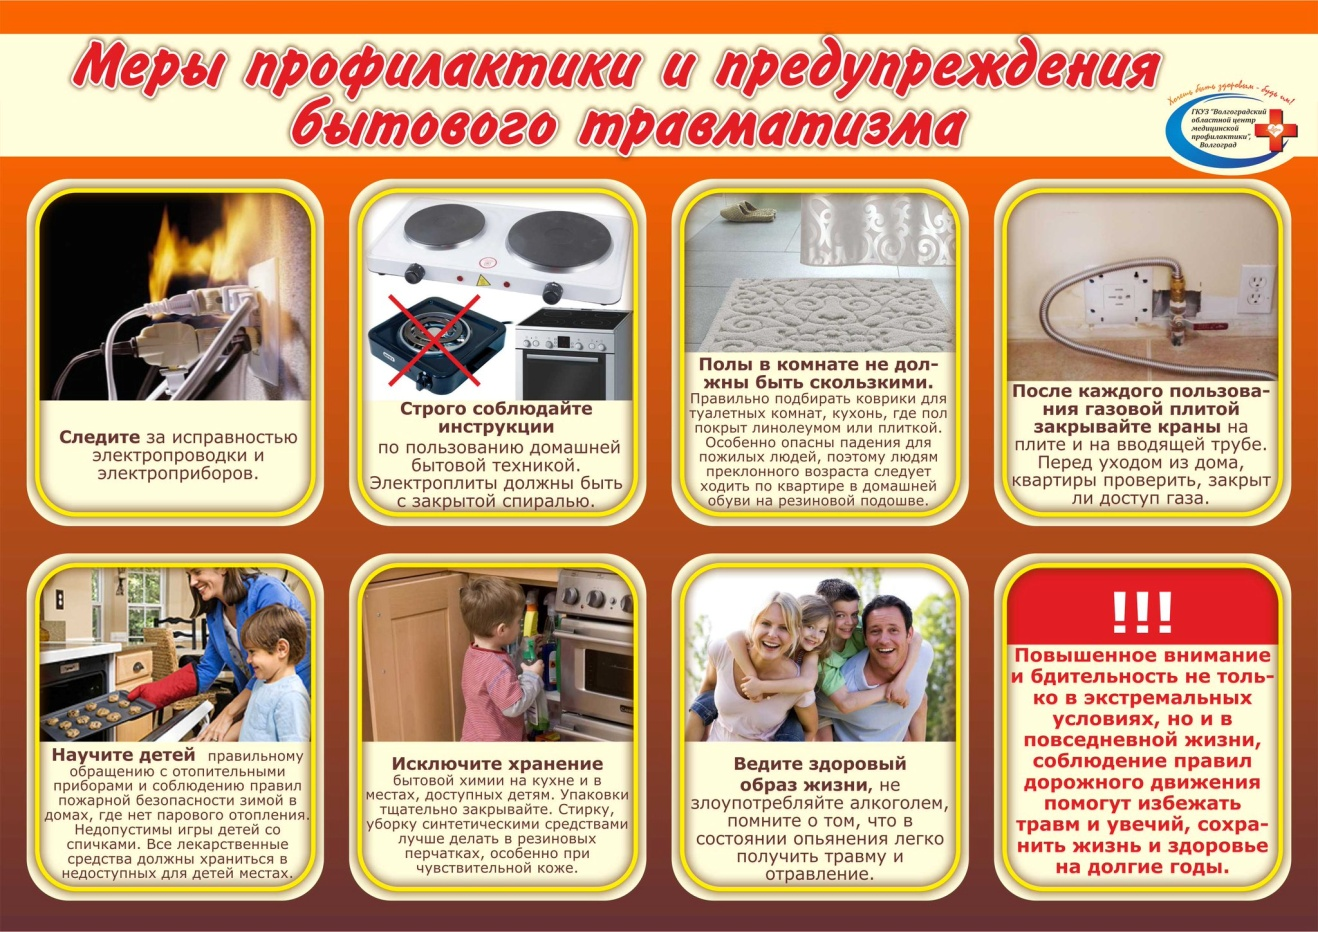 Меры профилактики и предупреждения
бытового травматизма
Хочешь быть здоровым - будь им!
ГКУЗ "Волгоградский
областной центр
медицинской
профилактики",
Волгоград
Следите за исправностью
электропроводки и
электроприборов.
Строго соблюдайте
инструкции
по пользованию домашней
бытовой техникой.
Электроплиты должны быть
с закрытой спиралью.
Полы в комнате не дол-
жны быть скользкими.
Правильно подбирать коврики для
туалетных комнат, кухонь, где пол
покрыт линолеумом или плиткой.
Особенно опасны падения для
пожилых людей, поэтому людям
преклонного возраста следует
ходить по квартире в домашней
обуви на резиновой подошве.
После каждого пользова-
ния газовой плитой
закрывайте краны на
плите и на вводящей трубе.
Перед уходом из дома,
квартиры проверить, закрыт
ли доступ газа.
Научите детей правильному
обращению с отопительными
приборами и соблюдению правил
пожарной безопасности зимой в
домах, где нет парового отопления.
Недопустимы игры детей со
спичками. Все лекарственные
средства должны храниться в
недоступных для детей местах.
Исключите хранение
бытовой химии на кухне и в
местах, доступных детям. Упаковки
тщательно закрывайте. Стирку,
уборку синтетическими средствами
лучше делать в резиновых
перчатках, особенно при
чувствительной коже.
Ведите здоровый
образ жизни, не
злоупотребляйте алкоголем,
помните о том, что в
состоянии опьянения легко
получить травму и
отравление.
!!!
Повышенное внимание
и бдительность не толь-
ко в экстремальных
условиях, но и в
повседневной жизни,
соблюдение правил
дорожного движения
помогут избежать
травм и увечий, сохра-
нить жизнь и здоровье
на долгие годы.